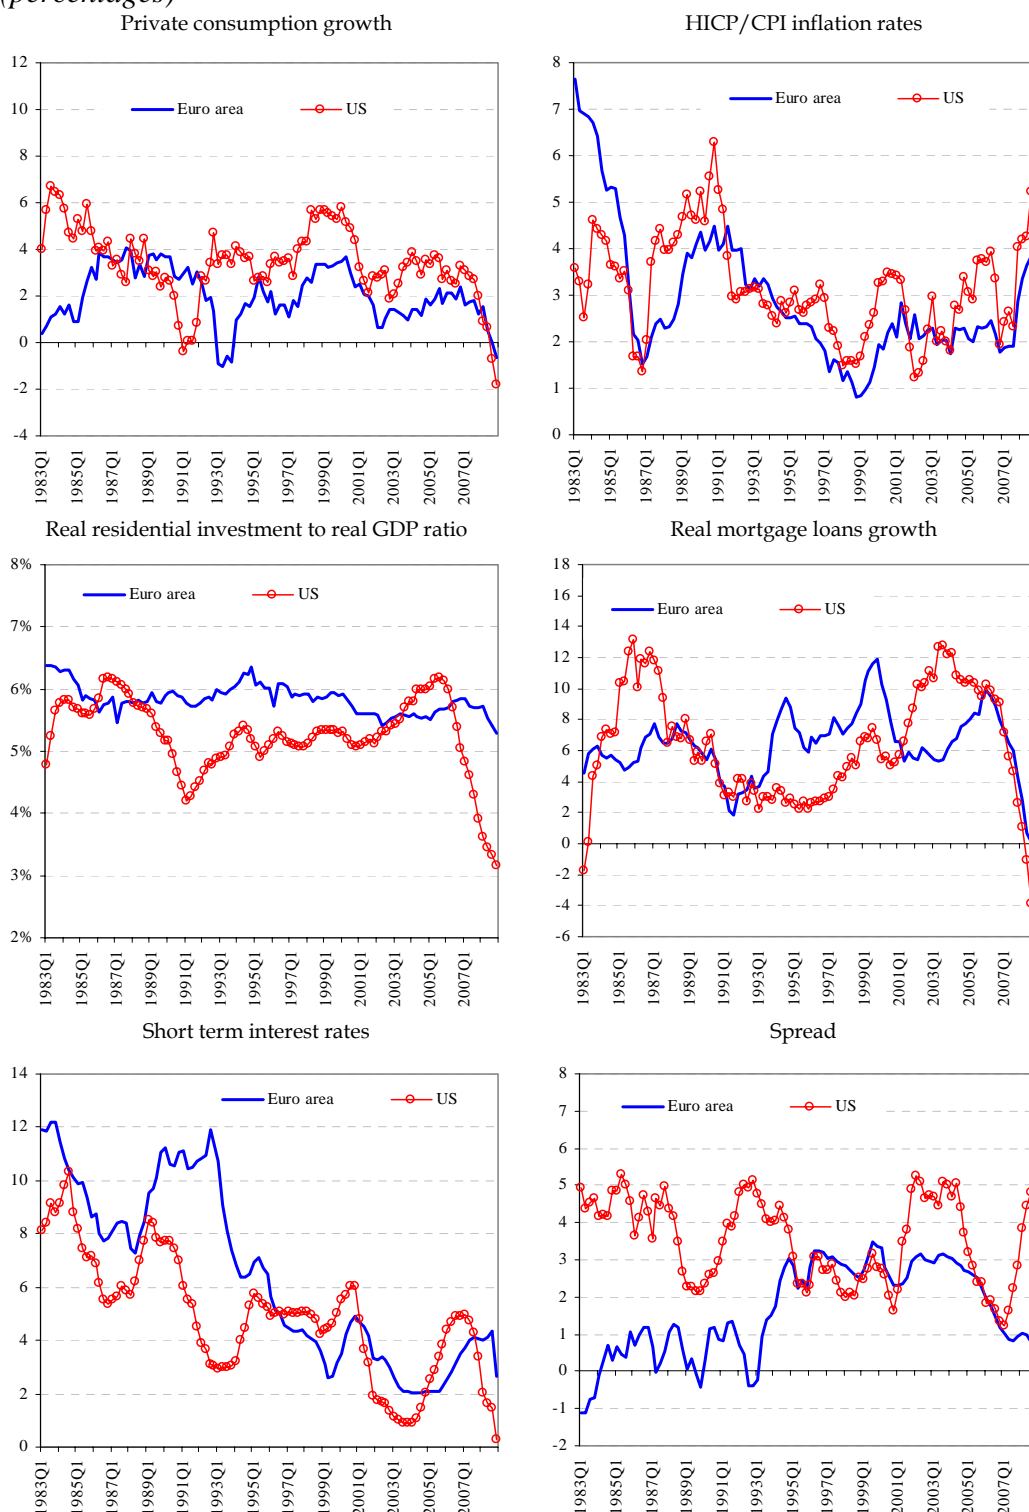 (percentages)
Private consumption growth
HICP/CPI inflation rates
12
10
8
6
4
2
0
-2
-4
Euro area
US
1983Q1
1985Q1
1987Q1
1989Q1
1991Q1
1993Q1
1995Q1
1997Q1
1999Q1
2001Q1
2003Q1
2005Q1
2007Q1
8
7
6
5
4
3
2
1
0
Euro area
US
1983Q1
1985Q1
1987Q1
1989Q1
1991Q1
1993Q1
1995Q1
1997Q1
1999Q1
2001Q1
2003Q1
2005Q1
2007Q1
Real residential investment to real GDP ratio
Real mortgage loans growth
8%
7%
6%
5%
4%
3%
2%
Euro area
US
1983Q1
1985Q1
1987Q1
1989Q1
1991Q1
1993Q1
1995Q1
1997Q1
1999Q1
2001Q1
2003Q1
2005Q1
2007Q1
18
16
14
12
10
8
6
4
2
0
-2
-4
-6
Euro area
US
1983Q1
1985Q1
1987Q1
1989Q1
1991Q1
1993Q1
1995Q1
1997Q1
1999Q1
2001Q1
2003Q1
2005Q1
2007Q1
Short term interest rates
Spread
14
12
10
8
6
4
2
0
Euro area
US
1983Q1
1985Q1
1987Q1
1989Q1
1991Q1
1993Q1
1995Q1
1997Q1
1999Q1
2001Q1
2003Q1
2005Q1
2007Q1
8
7
6
5
4
3
2
1
0
-1
-2
Euro area
US
1983Q1
1985Q1
1987Q1
1989Q1
1991Q1
1993Q1
1995Q1
1997Q1
1999Q1
2001Q1
2003Q1
2005Q1
2007Q1